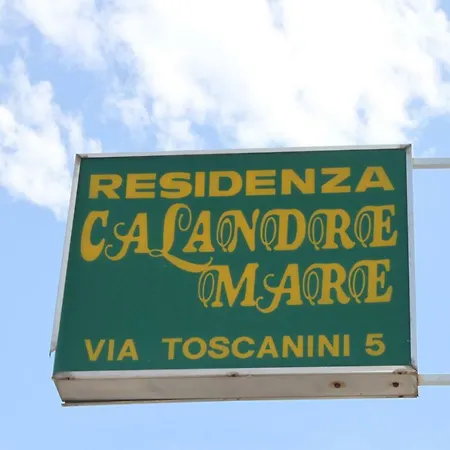 RESIDENZA
CALANDRE
MARE
VIA TOSCANINI 5